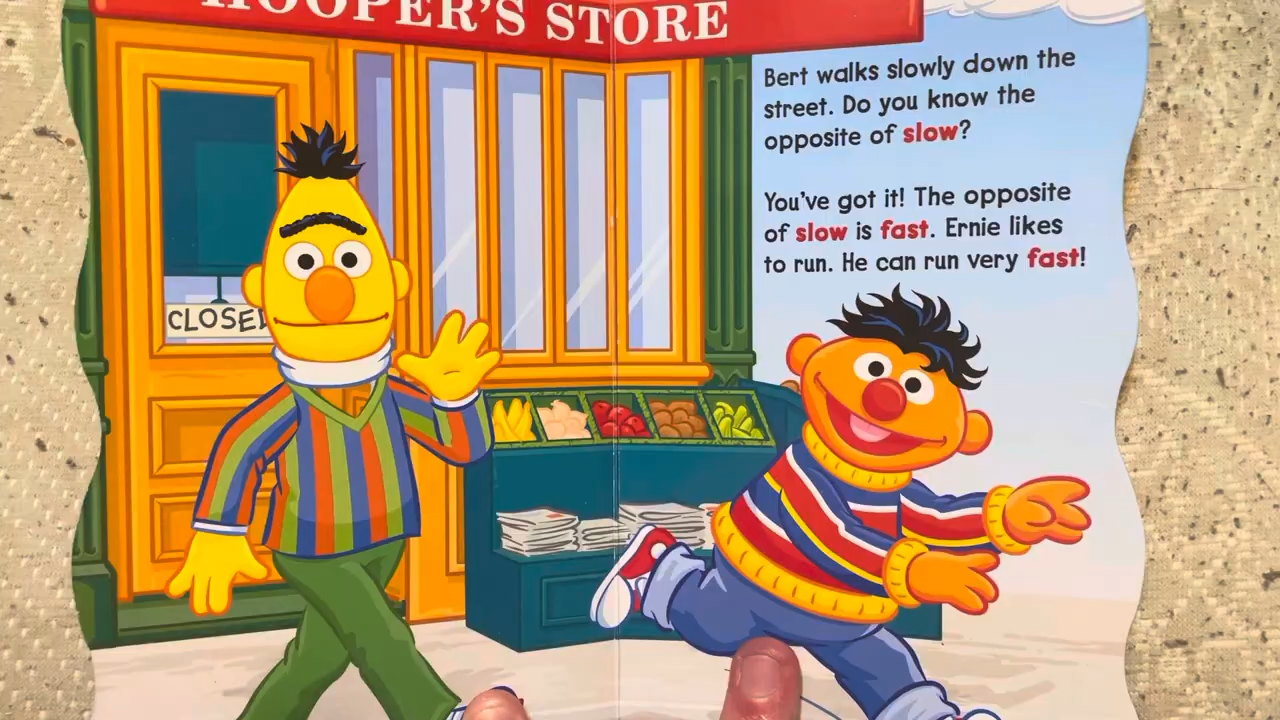 HOOPER'S STORE
CLOSED
Bert walks slowly down the
street. Do you know the
opposite of slow?
You've got it! The opposite
of slow is fast. Ernie likes
to run. He can run very fast!